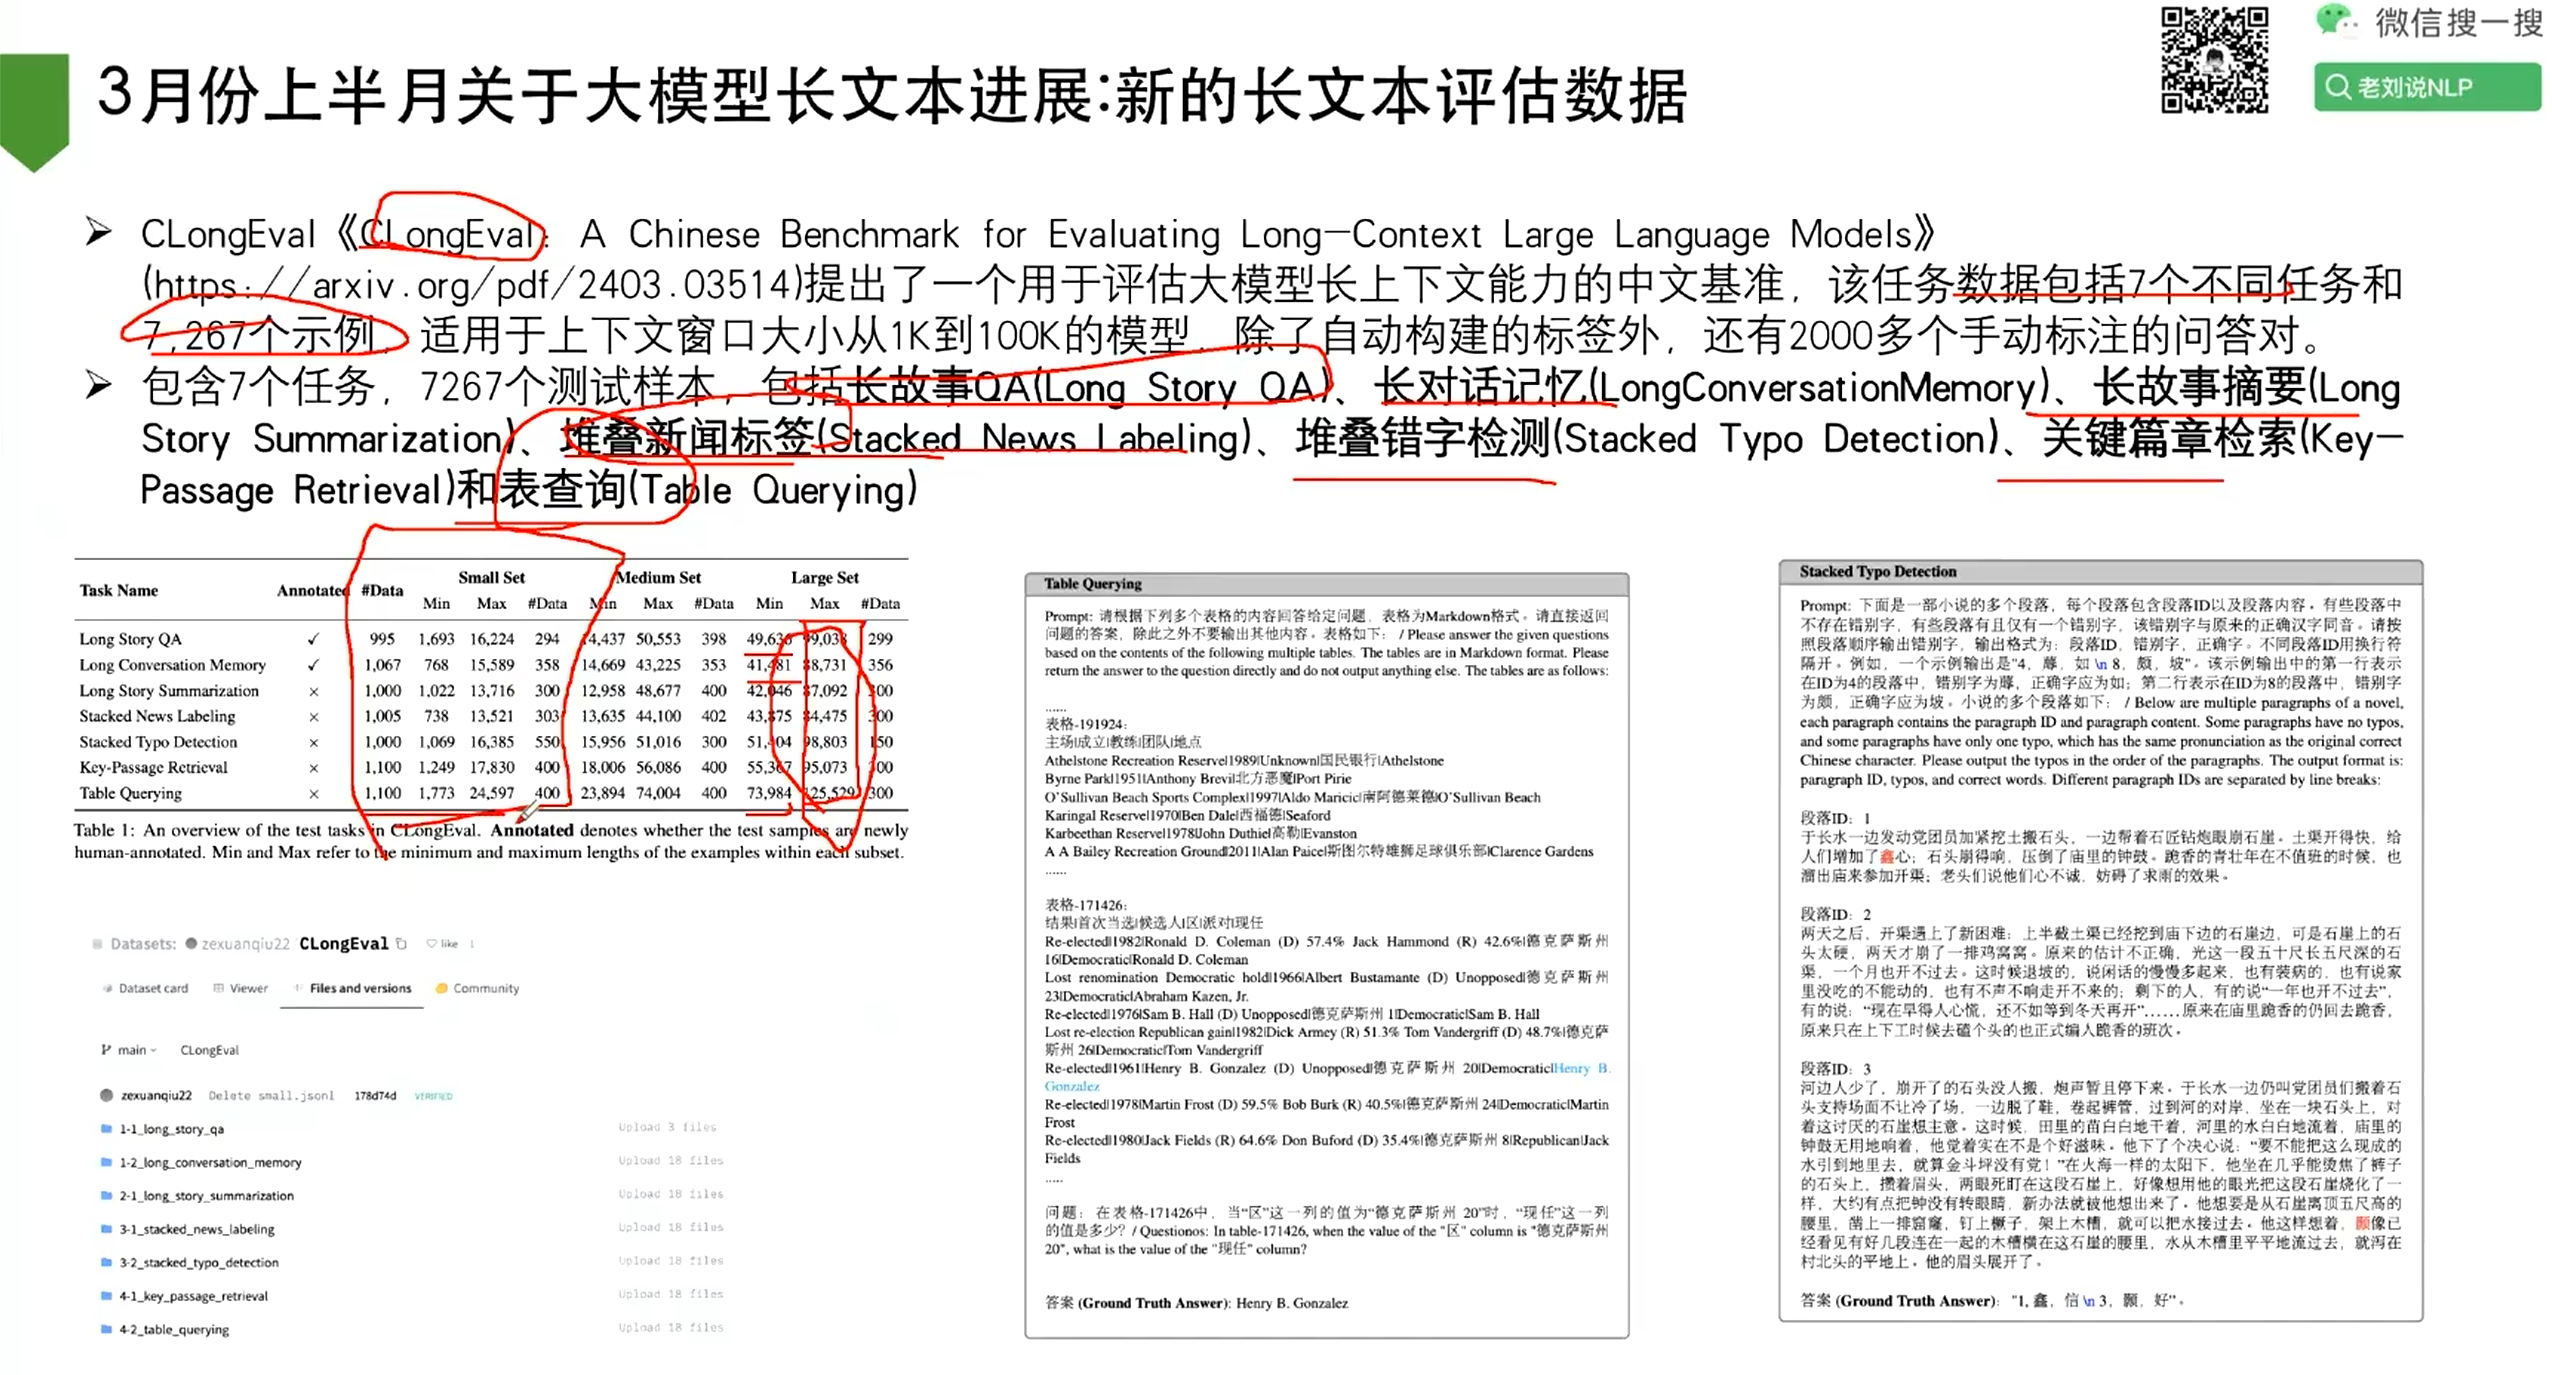 微信搜一搜
老刘说NLP
3月份上半月关于大模型长文本进展:新的长文本评估数据
CLongEval《CLongEval: A Chinese Benchmark for Evaluating Long-Context Large Language Models》
(https://arxiv.org/pdf/2403.03514)提出了一个用于评估大模型长上下文能力的中文基准，该任务数据包括7个不同任务和
7,267个示例，适用于上下文窗口大小从1K到100K的模型，除了自动构建的标签外，还有2000多个手动标注的问答对。
包含7个任务，7267个测试样本，包括长故事QA(Long Story QA)、长对话记忆(LongConversationMemory)、长故事摘要(Long
Story Summarization)、堆叠新闻标签(Stacked News Labeling)、堆叠错字检测(Stacked Typo Detection)、关键篇章检索(Key-
Passage Retrieval)和表查询(Table Querying)
Small Set Medium Set Large Set
Task Name Annotated #Data
Min Max #Data Min Max #Data Min Max #Data
Long Story QA ✓ 995 1,693 16,224 294 14,437 50,553 398 49,636 99,038 299
Long Conversation Memory ✓ 1,067 768 15,589 358 14,669 43,225 353 41,481 88,731 356
Long Story Summarization × 1,000 1,022 13,716 300 12,958 48,677 400 42,046 87,092 300
Stacked News Labeling × 1,005 738 13,521 303 13,635 44,100 402 43,875 84,475 300
Stacked Typo Detection × 1,000 1,069 16,385 550 15,956 51,016 300 51,404 98,803 150
Key-Passage Retrieval × 1,100 1,249 17,830 400 18,006 56,086 400 55,367 95,073 300
Table Querying × 1,100 1,773 24,597 400 23,894 74,004 400 73,984 125,529 300
Table 1: An overview of the test tasks in CLongEval. Annotated denotes whether the test samples are newly
human-annotated. Min and Max refer to the minimum and maximum lengths of the examples within each subset.
Datasets: zexuanqiu22 CLongEval like
Dataset card Viewer Files and versions Community
main CLongEval
zexuanqiu22 Delete small.jsonl 178d74d VERIFIED
1-1_long_story_qa Upload 3 files
1-2_long_conversation_memory Upload 18 files
2-1_long_story_summarization Upload 18 files
3-1_stacked_news_labeling Upload 18 files
3-2_stacked_typo_detection Upload 18 files
4-1_key_passage_retrieval Upload 18 files
4-2_table_querying Upload 18 files
Table Querying
Prompt: 请根据下列多个表格的内容回答给定问题，表格为Markdown格式。请直接返回
问题的答案，除此之外不要输出其他内容。表格如下： / Please answer the given questions
based on the contents of the following multiple tables. The tables are in Markdown format. Please
return the answer to the question directly and do not output anything else. The tables are as follows:
......
表格-191924:
主场|成立|教练|团队|地点
Athelstone Recreation Reserve|1989|Unknown|国民银行|Athelstone
Byrne Park|1951|Anthony Brevi|北方恶魔|Port Pirie
O'Sullivan Beach Sports Complex|1997|Aldo Maricic|南阿德莱德|O'Sullivan Beach
Karingal Reserve|1970|Ben Dale|西福德|Seaford
Karbeethan Reserve|1978|John Duthie|高勒|Evanston
A A Bailey Recreation Ground|2011|Alan Paice|斯图尔特雄狮足球俱乐部|Clarence Gardens
......
表格-171426:
结果|首次当选|候选人|区|派对|现任
Re-elected|1982|Ronald D. Coleman (D) 57.4% Jack Hammond (R) 42.6%|德克萨斯州
16|Democratic|Ronald D. Coleman
Lost renomination Democratic hold|1966|Albert Bustamante (D) Unopposed|德克萨斯州
23|Democratic|Abraham Kazen, Jr.
Re-elected|1976|Sam B. Hall (D) Unopposed|德克萨斯州 1|Democratic|Sam B. Hall
Lost re-election Republican gain|1982|Dick Armey (R) 51.3% Tom Vandergriff (D) 48.7%|德克萨
斯州 26|Democratic|Tom Vandergriff
Re-elected|1961|Henry B. Gonzalez (D) Unopposed|德克萨斯州 20|Democratic|Henry B.
Gonzalez
Re-elected|1978|Martin Frost (D) 59.5% Bob Burk (R) 40.5%|德克萨斯州 24|Democratic|Martin
Frost
Re-elected|1980|Jack Fields (R) 64.6% Don Buford (D) 35.4%|德克萨斯州 8|Republican|Jack
Fields
.....
问题: 在表格-171426中，当“区”这一列的值为“德克萨斯州 20”时，“现任”这一列
的值是多少？ / Questionos: In table-171426, when the value of the "区" column is "德克萨斯州
20", what is the value of the "现任" column?
答案 (Ground Truth Answer): Henry B. Gonzalez
Stacked Typo Detection
Prompt: 下面是一部小说的多个段落，每个段落包含段落ID以及段落内容。有些段落中
不存在错别字，有些段落有且仅有一个错别字，该错别字与原来的正确汉字同音。请按
照段落顺序输出错别字，输出格式为：段落ID，错别字，正确字。不同段落ID用换行符
隔开。例如，一个示例输出是"4，蓐，如 \n 8，颇，坡"。该示例输出中的第一行表示
在ID为4的段落中，错别字为蓐，正确字应为如；第二行表示在ID为8的段落中，错别字
为颇，正确字应为坡。小说的多个段落如下： / Below are multiple paragraphs of a novel,
each paragraph contains the paragraph ID and paragraph content. Some paragraphs have no typos,
and some paragraphs have only one typo, which has the same pronunciation as the original correct
Chinese character. Please output the typos in the order of the paragraphs. The output format is:
paragraph ID, typos, and correct words. Different paragraph IDs are separated by line breaks:
段落ID: 1
于长水一边发动党团员加紧挖土搬石头，一边帮着石匠钻炮眼崩石崖。土渠开得快，给
人们增加了鑫心；石头崩得响，压倒了庙里的钟鼓。跪香的青壮年在不值班的时候，也
溜出庙来参加开渠；老头们说他们心不诚，妨碍了求雨的效果。
段落ID: 2
两天之后，开渠遇上了新困难：上半截土渠已经挖到庙下边的石崖边，可是石崖上的石
头太硬，两天才崩了一排鸡窝窝。原来的估计不正确，光这一段五十尺长五尺深的石
渠，一个月也开不过去。这时候退坡的，说闲话的慢慢多起来，也有装病的，也有说家
里没吃的不能动的，也有不声不响走开不来的；剩下的人，有的说“一年也开不过去”，
有的说：“现在旱得人心慌，还不如等到冬天再开”……原来在庙里跪香的仍回去跪香，
原来只在上下工时候去磕个头的也正式编人跪香的班次。
段落ID: 3
河边人少了，崩开了的石头没人搬，炮声暂且停下来。于长水一边仍叫党团员们搬着石
头支持场面不让冷了场，一边脱了鞋，卷起裤管，过到河的对岸，坐在一块石头上，对
着这讨厌的石崖想主意。这时候，田里的苗白白地干着，河里的水白白地流着，庙里的
钟鼓无用地响着，他觉着实在不是个好滋味。他下了个决心说：“要不能把这么现成的
水引到地里去，就算金斗坪没有党！”在火海一样的太阳下，他坐在几乎能烫焦了裤子
的石头上，攒着眉头，两眼死盯在这段石崖上，好像想用他的眼光把这段石崖烧化了一
样，大约有点把钟没有转眼睛，新办法就被他想出来了。他想要是从石崖离顶五尺高的
腰里，凿上一排窟窿，钉上橛子，架上木槽，就可以把水接过去。他这样想着，颢像已
经看见有好几段连在一起的木槽横在这石崖的腰里，水从木槽里平平地流过去，就泻在
村北头的平地上。他的眉头展开了。
答案 (Ground Truth Answer): "1, 鑫，信 \n 3，颢，好"。